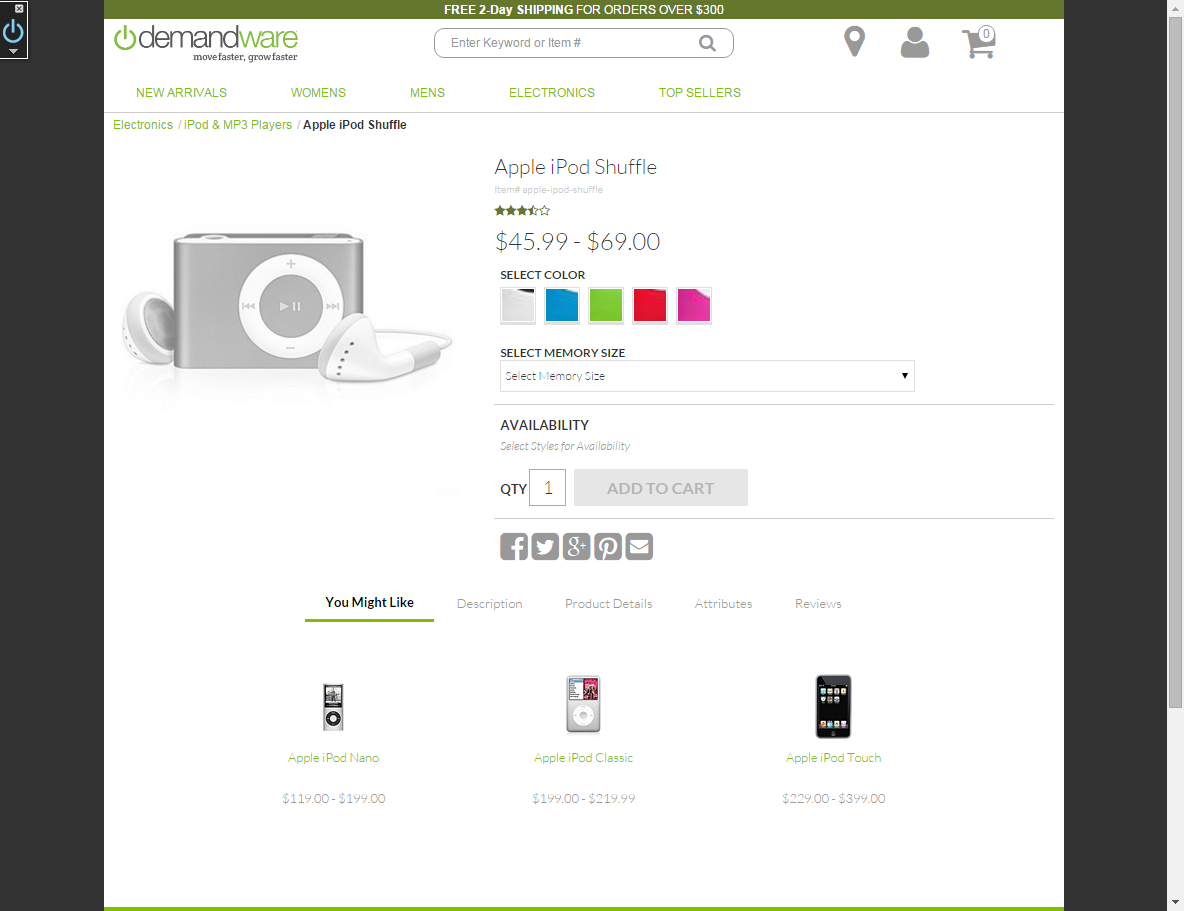 FREE 2-Day SHIPPING FOR ORDERS OVER $300
demandware
move faster, grow faster
Enter Keyword or Item #
0
NEW ARRIVALS WOMENS MENS ELECTRONICS TOP SELLERS
Electronics / iPod & MP3 Players / Apple iPod Shuffle
Apple iPod Shuffle
Item# apple-ipod-shuffle
$45.99 - $69.00
SELECT COLOR
SELECT MEMORY SIZE
Select Memory Size
AVAILABILITY
Select Styles for Availability
QTY 1 ADD TO CART
You Might Like Description Product Details Attributes Reviews
Apple iPod Nano Apple iPod Classic Apple iPod Touch
$119.00 - $199.00 $199.00 - $219.99 $229.00 - $399.00